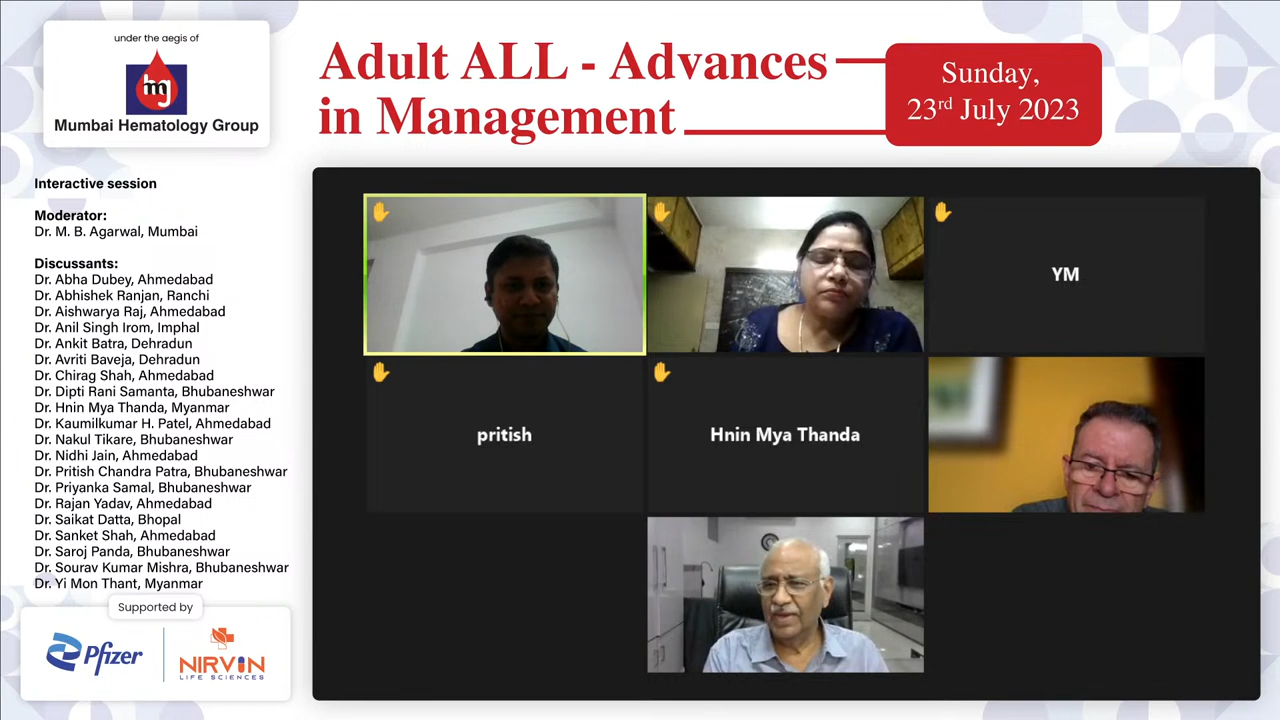 under the aegis of
mj
Mumbai Hematology Group
Adult ALL - Advances
in Management
Sunday,
23rd July 2023
Interactive session
Moderator:
Dr. M. B. Agarwal, Mumbai
Discussants:
Dr. Abha Dubey, Ahmedabad
Dr. Abhishek Ranjan, Ranchi
Dr. Aishwarya Raj, Ahmedabad
Dr. Anil Singh Irom, Imphal
Dr. Ankit Batra, Dehradun
Dr. Avriti Baveja, Dehradun
Dr. Chirag Shah, Ahmedabad
Dr. Dipti Rani Samanta, Bhubaneshwar
Dr. Hnin Mya Thanda, Myanmar
Dr. Kaumilkumar H. Patel, Ahmedabad
Dr. Nakul Tikare, Bhubaneshwar
Dr. Nidhi Jain, Ahmedabad
Dr. Pritish Chandra Patra, Bhubaneshwar
Dr. Priyanka Samal, Bhubaneshwar
Dr. Rajan Yadav, Ahmedabad
Dr. Saikat Datta, Bhopal
Dr. Sanket Shah, Ahmedabad
Dr. Saroj Panda, Bhubaneshwar
Dr. Sourav Kumar Mishra, Bhubaneshwar
Dr. Yi Mon Thant, Myanmar
Supported by
Pfizer
NIRVIN
LIFE SCIENCES
YM
pritish
Hnin Mya Thanda